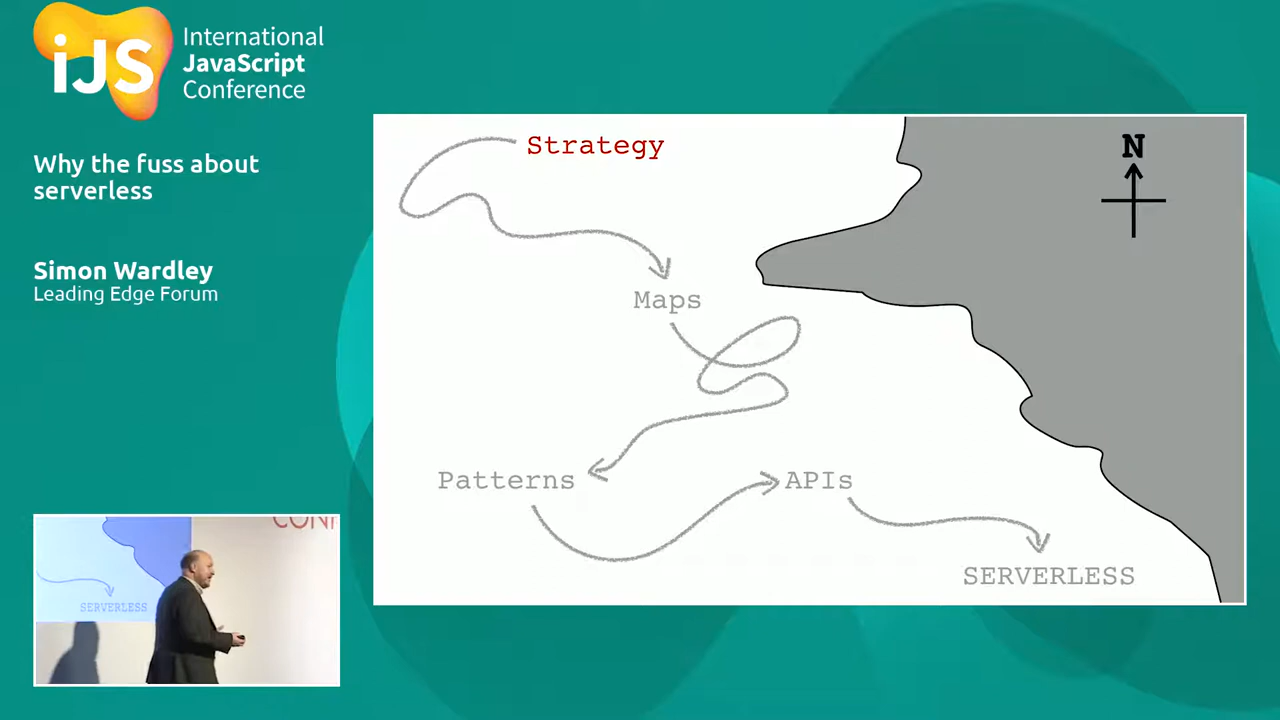 iJS
International
JavaScript
Conference
Why the fuss about
serverless
Simon Wardley
Leading Edge Forum
Strategy
N
Maps
Patterns
APIs
SERVERLESS
CON
SERVERLESS